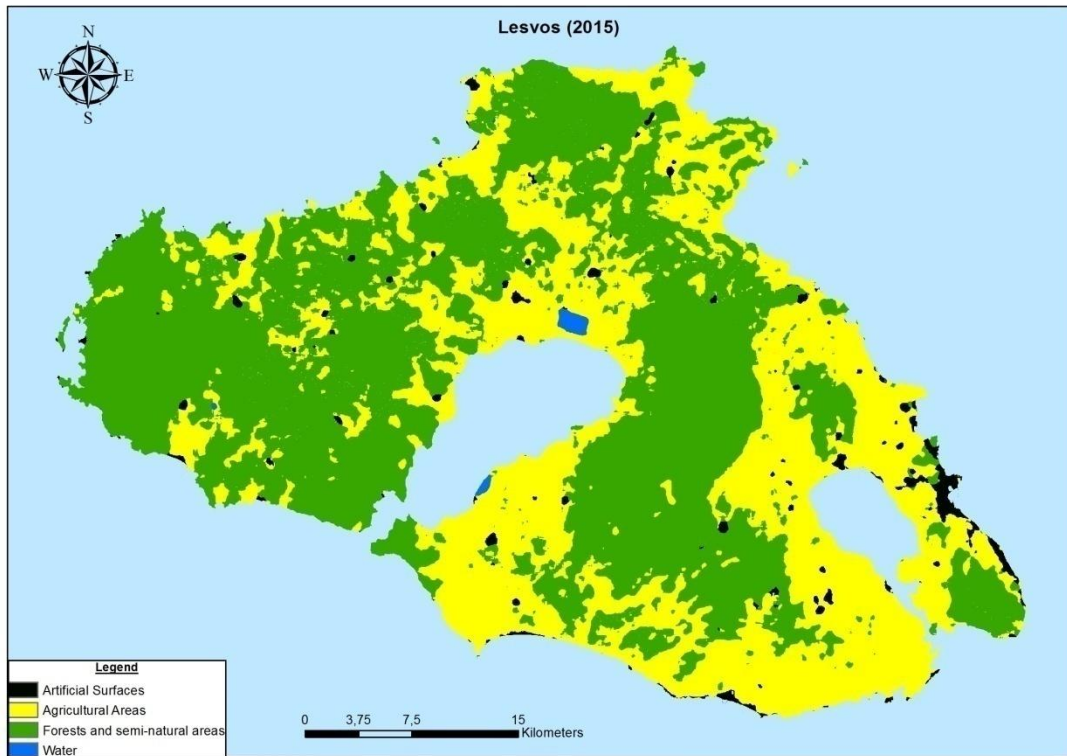 Lesvos (2015)
N
W E
S
Legend
Artificial Surfaces
Agricultural Areas
Forests and semi-natural areas
Water
0 3,75 7,5 15
Kilometers